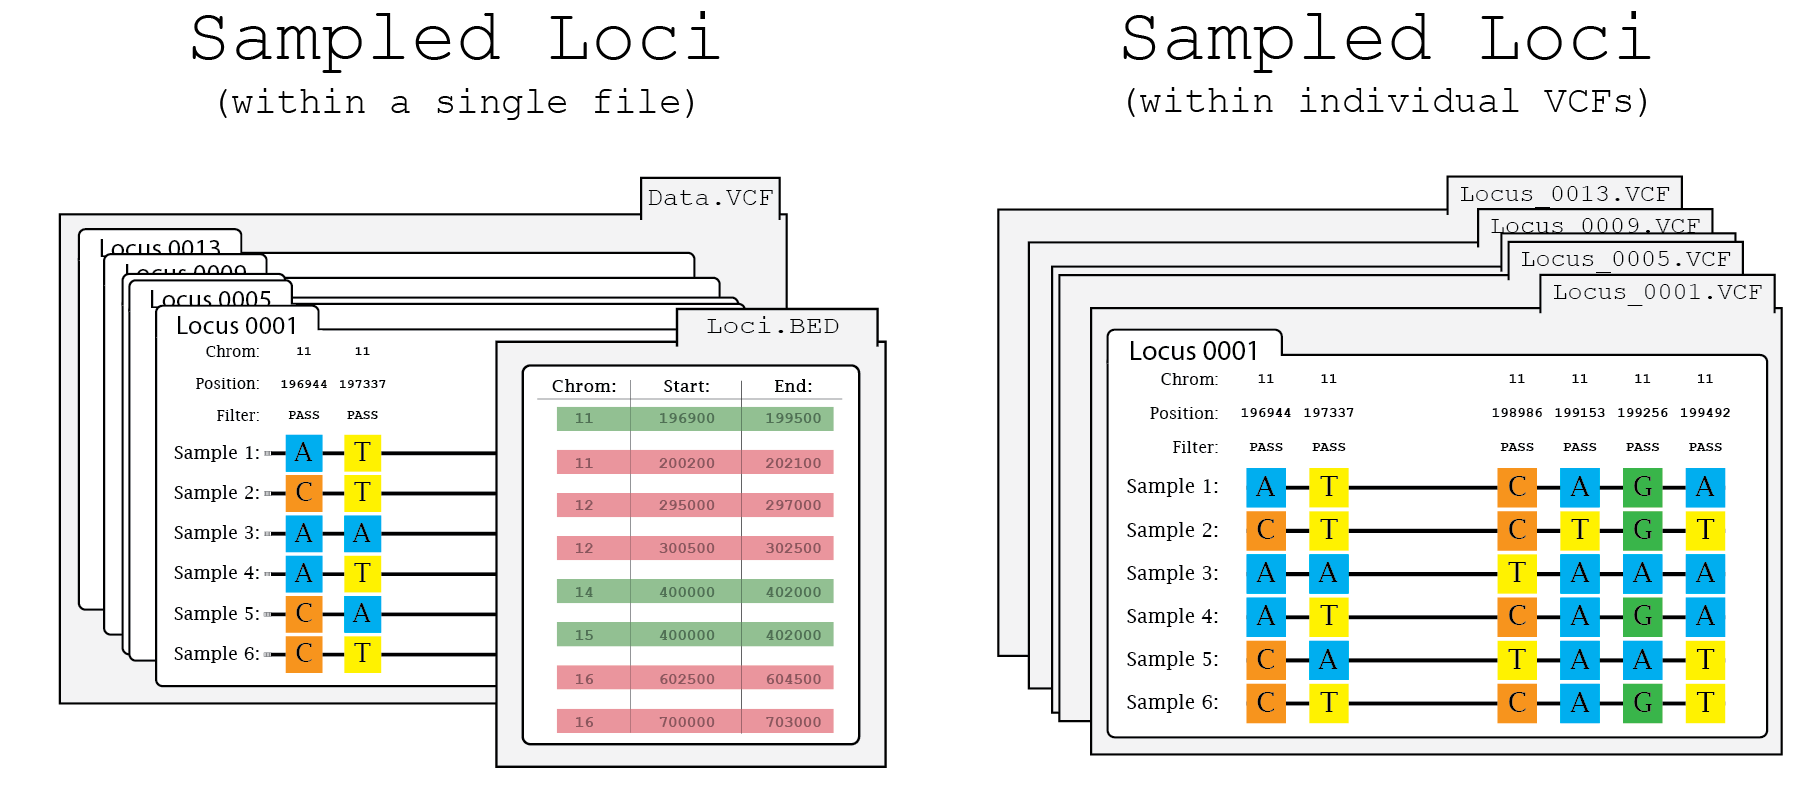 Sampled Loci
(within a single file)
Data.VCF
Locus 0013
Locus 0009
Locus 0005
Locus 0001
Chrom: 11 11
Position: 196944 197337
Filter: PASS PASS
Sample 1: A T
Sample 2: C T
Sample 3: A A
Sample 4: A T
Sample 5: C A
Sample 6: C T
Loci.BED
Chrom: Start: End:
11 196900 199500
11 200200 202100
12 295000 297000
12 300500 302500
14 400000 402000
15 400000 402000
16 602500 604500
16 700000 703000
Sampled Loci
(within individual VCFs)
Locus_0013.VCF
Locus_0009.VCF
Locus_0005.VCF
Locus_0001.VCF
Locus 0001
Chrom: 11 11 11 11 11 11
Position: 196944 197337 198986 199153 199256 199492
Filter: PASS PASS PASS PASS PASS PASS
Sample 1: A T C A G A
Sample 2: C T C T G T
Sample 3: A A T A A A
Sample 4: A T C A G A
Sample 5: C A T A A T
Sample 6: C T C A G T